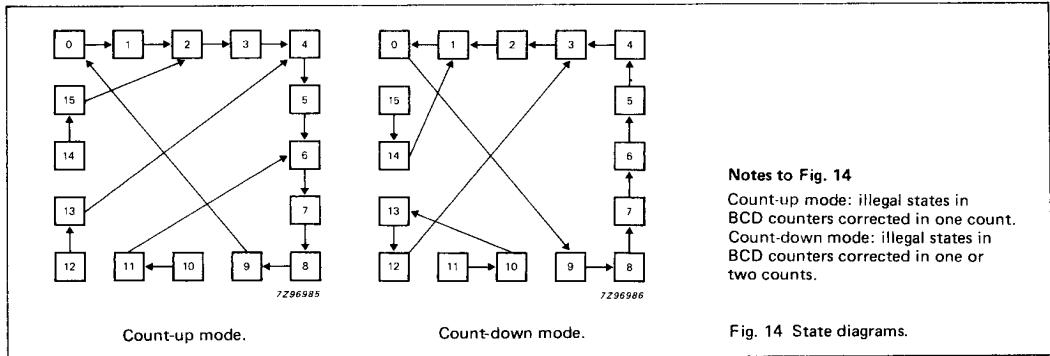 0 1 2 3 4
15 5
14 6
13 7
12 11 10 9 8
7Z96985
Count-up mode.
0 1 2 3 4
15 5
14 6
13 7
12 11 10 9 8
7Z96986
Count-down mode.
Notes to Fig. 14
Count-up mode: illegal states in
BCD counters corrected in one count.
Count-down mode: illegal states in
BCD counters corrected in one or
two counts.
Fig. 14 State diagrams.